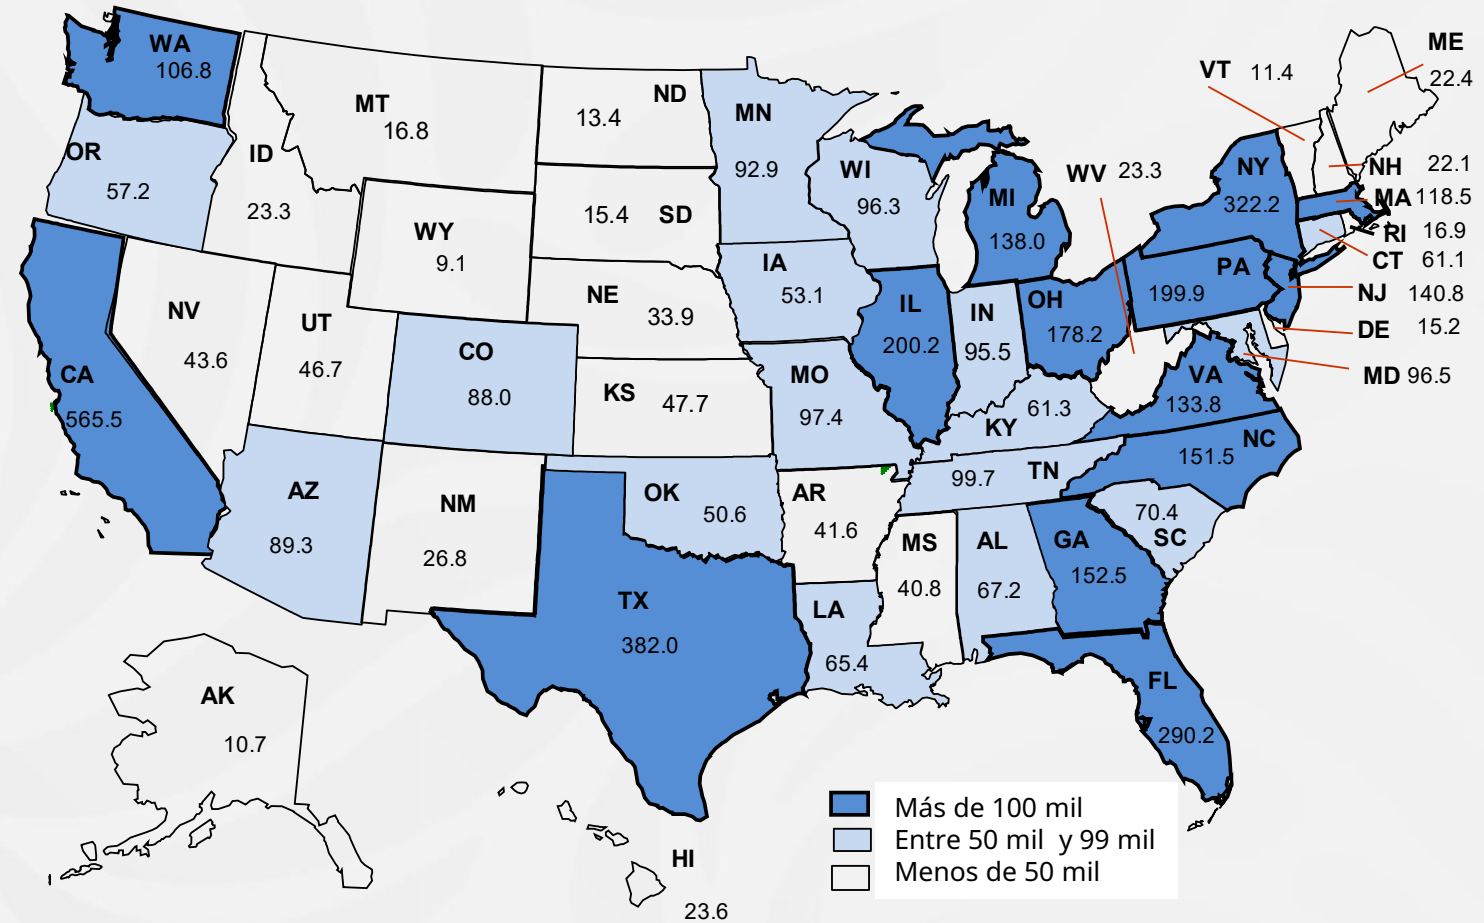 WA
106.8
OR
57.2
ID
23.3
MT
16.8
WY
9.1
ND
13.4
15.4 SD
NE
33.9
KS 47.7
MN
92.9
WI
96.3
IA
53.1
MO
97.4
IL
200.2
IN
95.5
MI
138.0
OH
178.2
KY
61.3
WV 23.3
VT 11.4
ME
22.4
NH 22.1
MA 118.5
RI 16.9
CT 61.1
NJ 140.8
DE 15.2
MD 96.5
NY
322.2
PA
199.9
VA
133.8
NC
151.5
99.7 TN
70.4
SC
GA
152.5
AL
67.2
MS
40.8
AR
41.6
LA
65.4
FL
290.2
OK
50.6
TX
382.0
NM
26.8
AZ
89.3
CO
88.0
UT
46.7
NV
43.6
CA
565.5
AK
10.7
HI
23.6
Más de 100 mil
Entre 50 mil y 99 mil
Menos de 50 mil